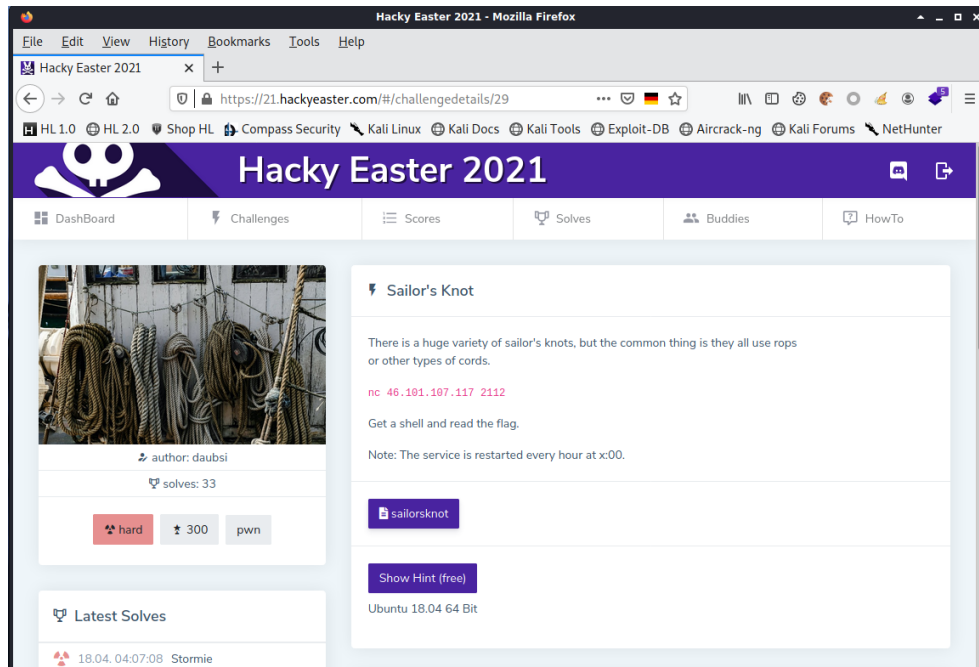 Hacky Easter 2021 - Mozilla Firefox
File Edit View History Bookmarks Tools Help
Hacky Easter 2021
https://21.hackyeaster.com/#/challengedetails/29
5
HL 1.0 HL 2.0 Shop HL Compass Security Kali Linux Kali Docs Kali Tools Exploit-DB Aircrack-ng Kali Forums NetHunter
Hacky Easter 2021
DashBoard Challenges Scores Solves Buddies HowTo
Sailor's Knot
There is a huge variety of sailor's knots, but the common thing is they all use rops
or other types of cords.
nc 46.101.107.117 2112
Get a shell and read the flag.
Note: The service is restarted every hour at x:00.
sailorsknot
Show Hint (free)
Ubuntu 18.04 64 Bit
author: daubsi
solves: 33
hard 300 pwn
Latest Solves
18.04. 04:07:08 Stormie